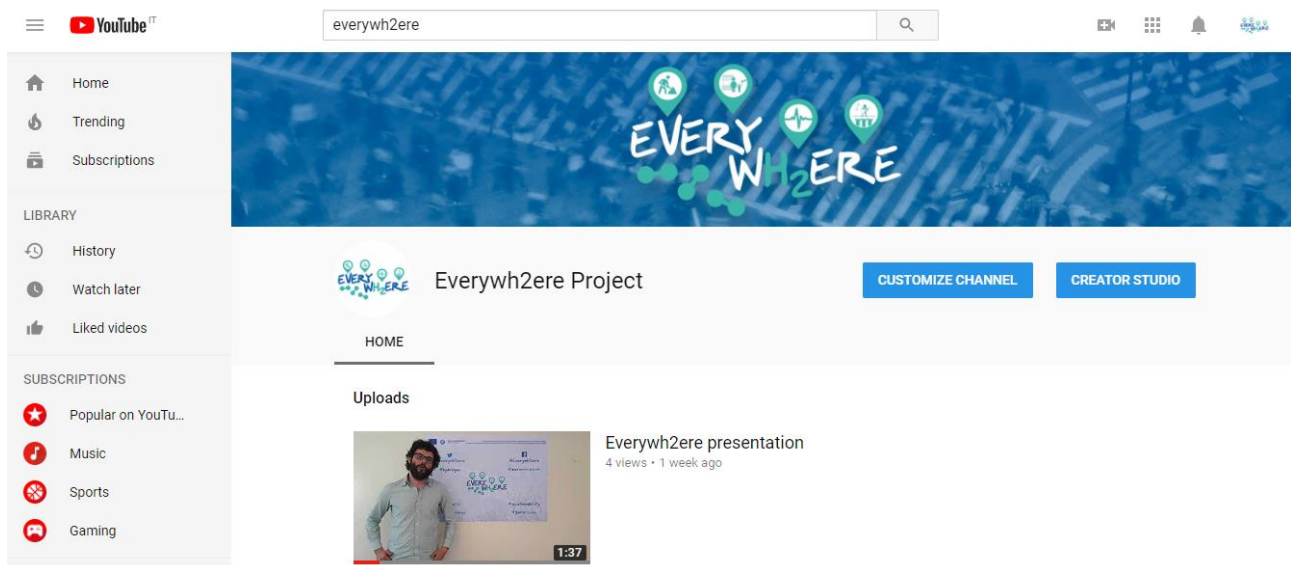 YouTube IT
everywh2ere
Home
Trending
Subscriptions
LIBRARY
History
Watch later
Liked videos
SUBSCRIPTIONS
Popular on YouTu...
Music
Sports
Gaming
EVERY
WH2ERE
EVERY
WH2ERE
Everywh2ere Project
CUSTOMIZE CHANNEL
CREATOR STUDIO
HOME
Uploads
EVERY
WH2ERE
1:37
Everywh2ere presentation
4 views • 1 week ago